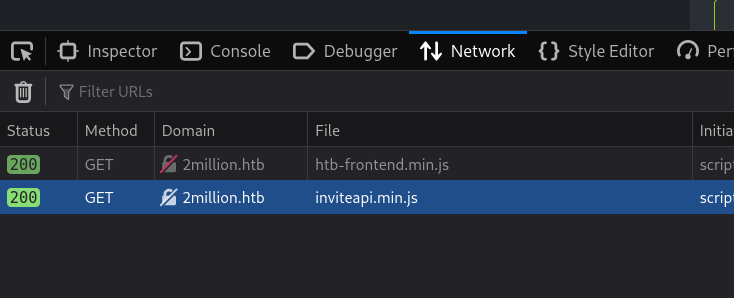 Inspector Console Debugger Network Style Editor Per
Filter URLs
Status Method Domain File Initia
200 GET 2million.htb htb-frontend.min.js script
200 GET 2million.htb inviteapi.min.js script